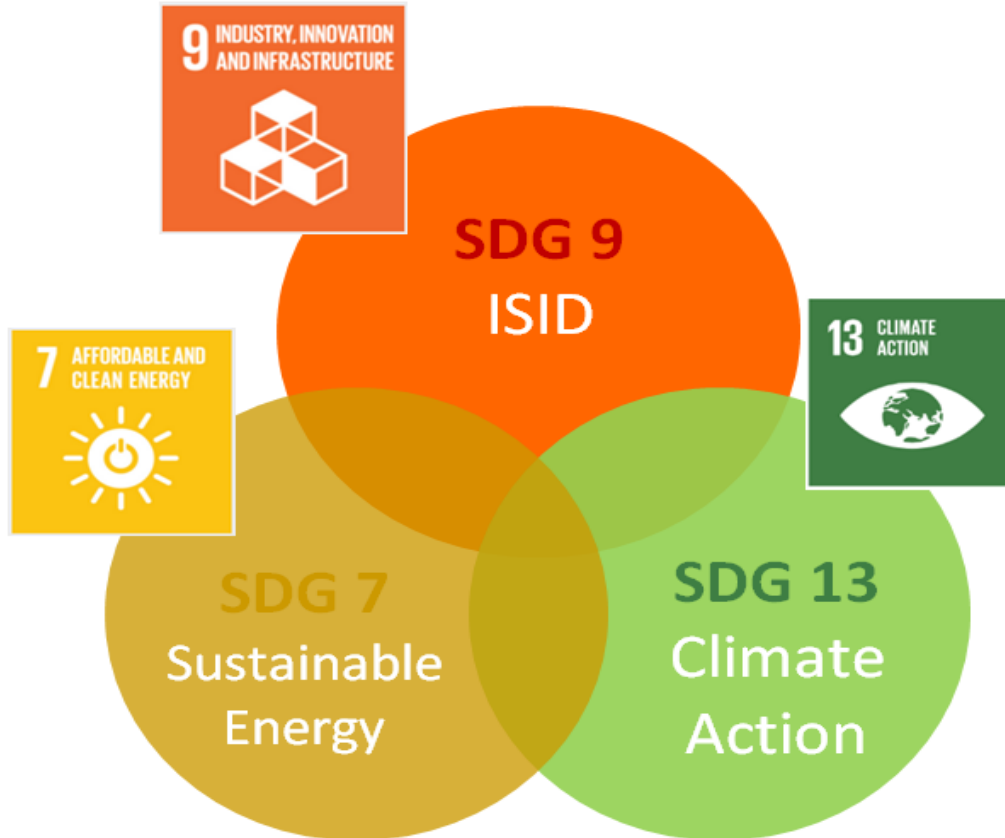 9 INDUSTRY, INNOVATION
AND INFRASTRUCTURE
SDG 9
ISID
7 AFFORDABLE AND
CLEAN ENERGY
13 CLIMATE
ACTION
SDG 7
Sustainable
Energy
SDG 13
Climate
Action